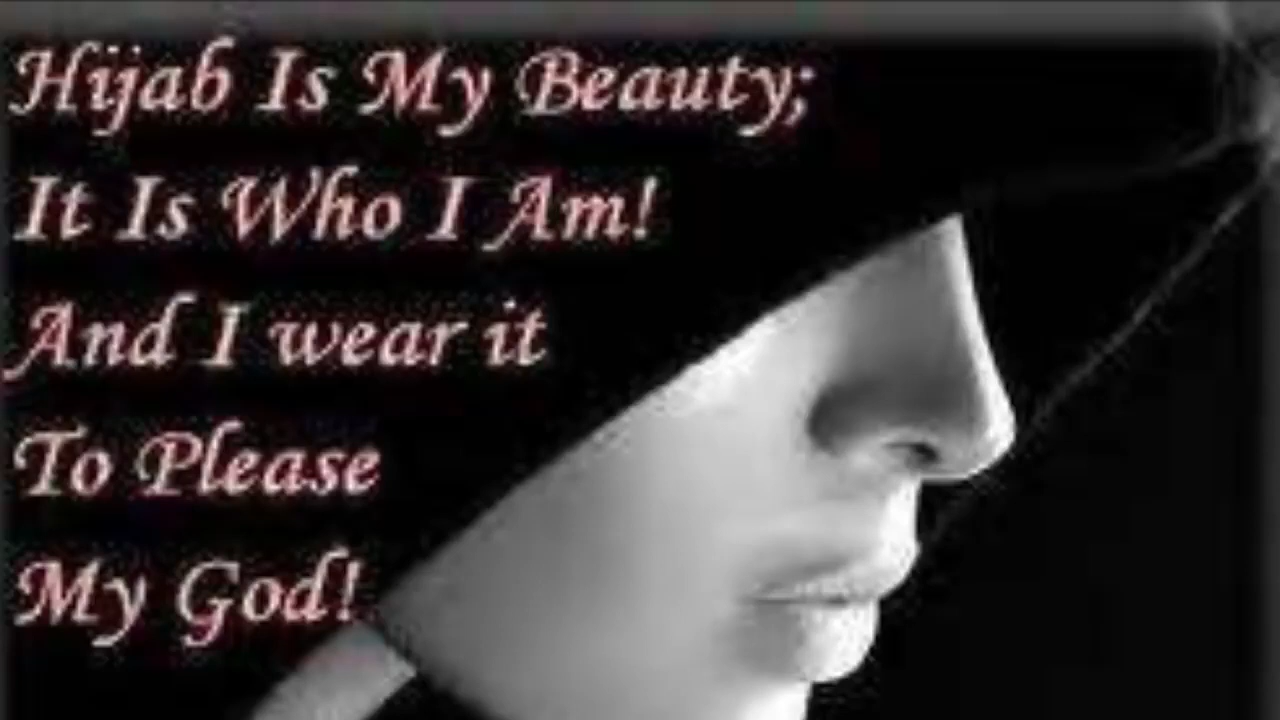 Hijab Is My Beauty;
It Is Who I Am!
And I wear it
To Please
My God!